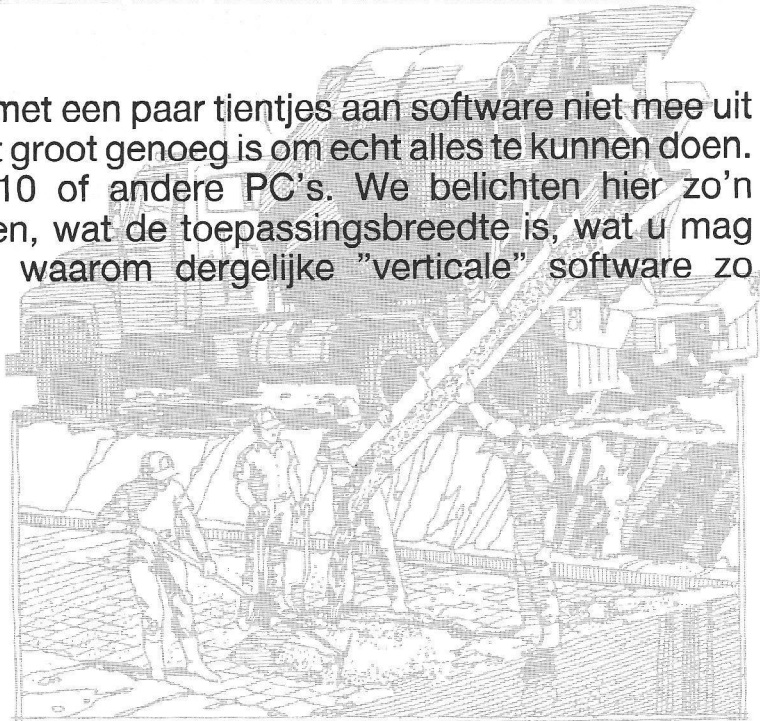 met een paar tientjes aan software niet mee uit
groot genoeg is om echt alles te kunnen doen.
10 of andere PC's. We belichten hier zo'n
en, wat de toepassingsbreedte is, wat u mag
waarom dergelijke ”verticale” software zo